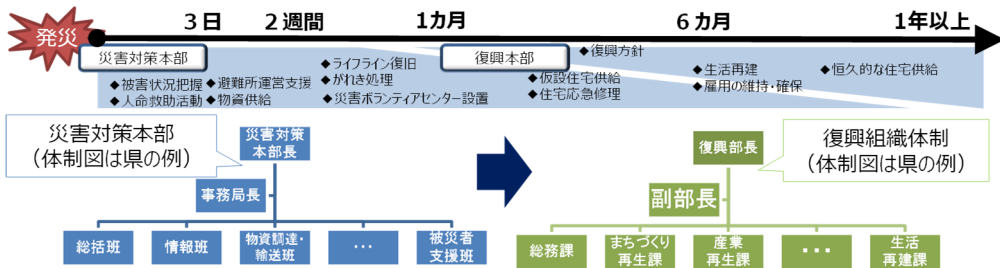 3日
2週間
1カ月
6カ月
1年以上
発災
災害対策本部
復興本部
◆復興方針
◆ライフライン復旧
◆がれき処理
◆災害ボランティアセンター設置
◆被害状況把握
◆人命救助活動
◆避難所運営支援
◆物資供給
◆仮設住宅供給
◆住宅応急修理
◆生活再建
◆雇用の維持・確保
◆恒久的な住宅供給
災害対策本部
(体制図は県の例)
災害対策
本部長
事務局長
総括班
情報班
物資調達・
輸送班
…
被災者
支援班
復興組織体制
(体制図は県の例)
復興部長
副部長
総務課
まちづくり
再生課
産業
再生課
…
生活
再建課